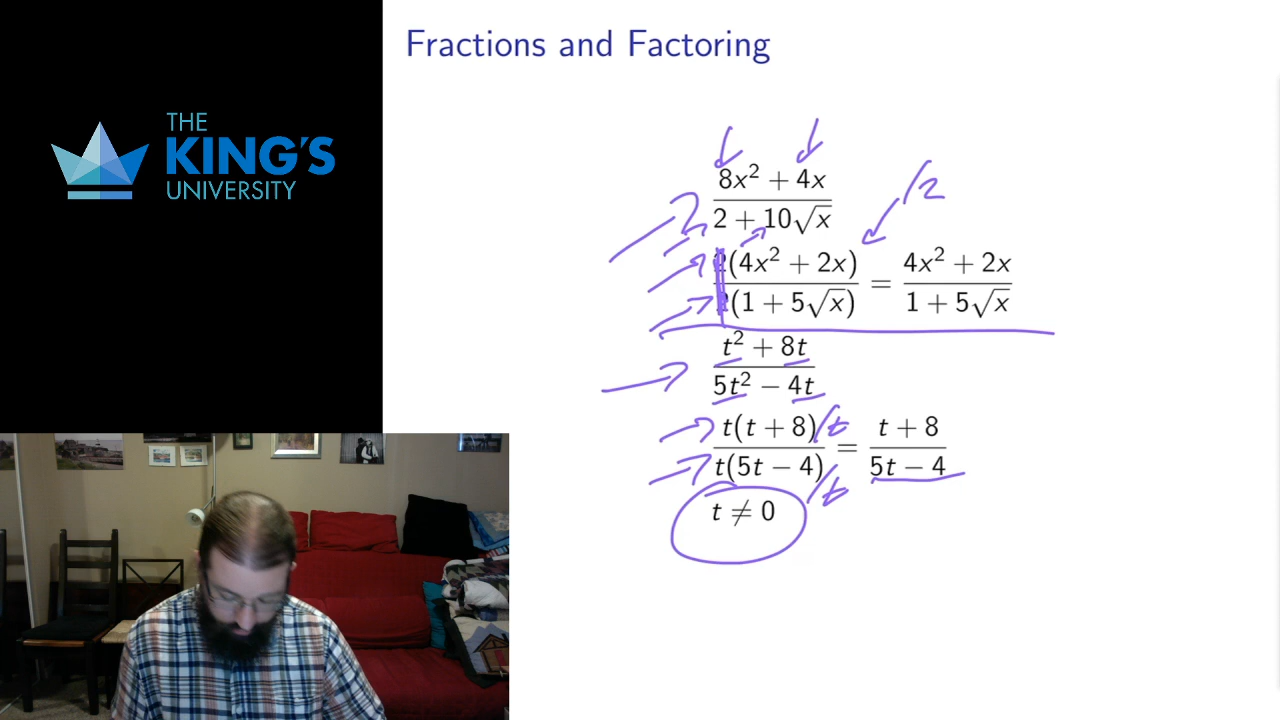 THE
KING'S
UNIVERSITY
Fractions and Factoring
8x² + 4x
2 + 10√x
/2
2(4x² + 2x)
2(1 + 5√x)
=
4x² + 2x
1 + 5√x
t² + 8t
5t² − 4t
t(t + 8) /t
t(5t − 4) /t
=
t + 8
5t − 4
t ≠ 0